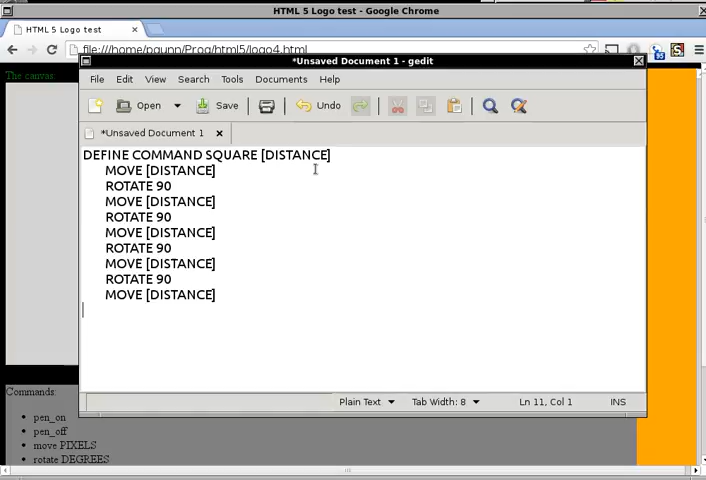 HTML 5 Logo test - Google Chrome
HTML 5 Logo test
file:///home/pgunn/Prog/html5/logo4.html
The canvas:
*Unsaved Document 1 - gedit
File Edit View Search Tools Documents Help
Open Save Undo
*Unsaved Document 1
DEFINE COMMAND SQUARE [DISTANCE]
MOVE [DISTANCE]
ROTATE 90
MOVE [DISTANCE]
ROTATE 90
MOVE [DISTANCE]
ROTATE 90
MOVE [DISTANCE]
ROTATE 90
MOVE [DISTANCE]
Plain Text Tab Width: 8 Ln 11, Col 1 INS
Commands:
pen_on
pen_off
move PIXELS
rotate DEGREES